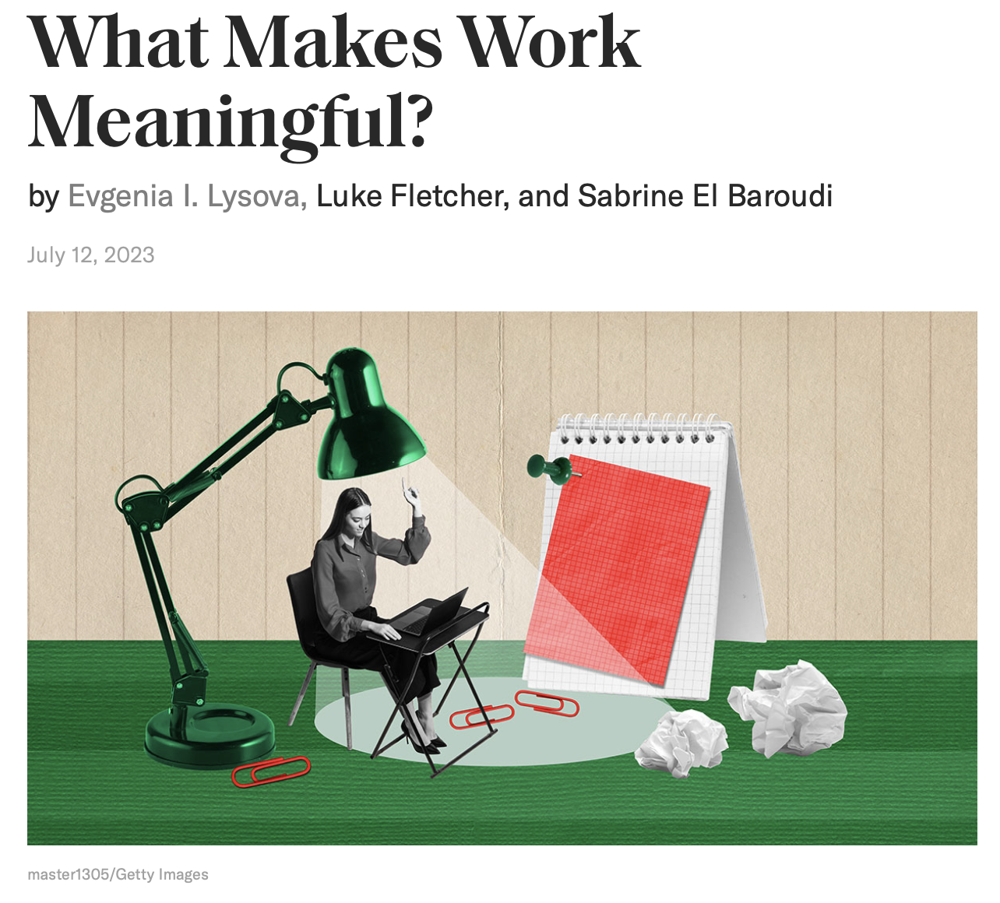 What Makes Work
Meaningful?
by Evgenia I. Lysova, Luke Fletcher, and Sabrine El Baroudi
July 12, 2023
master1305/Getty Images